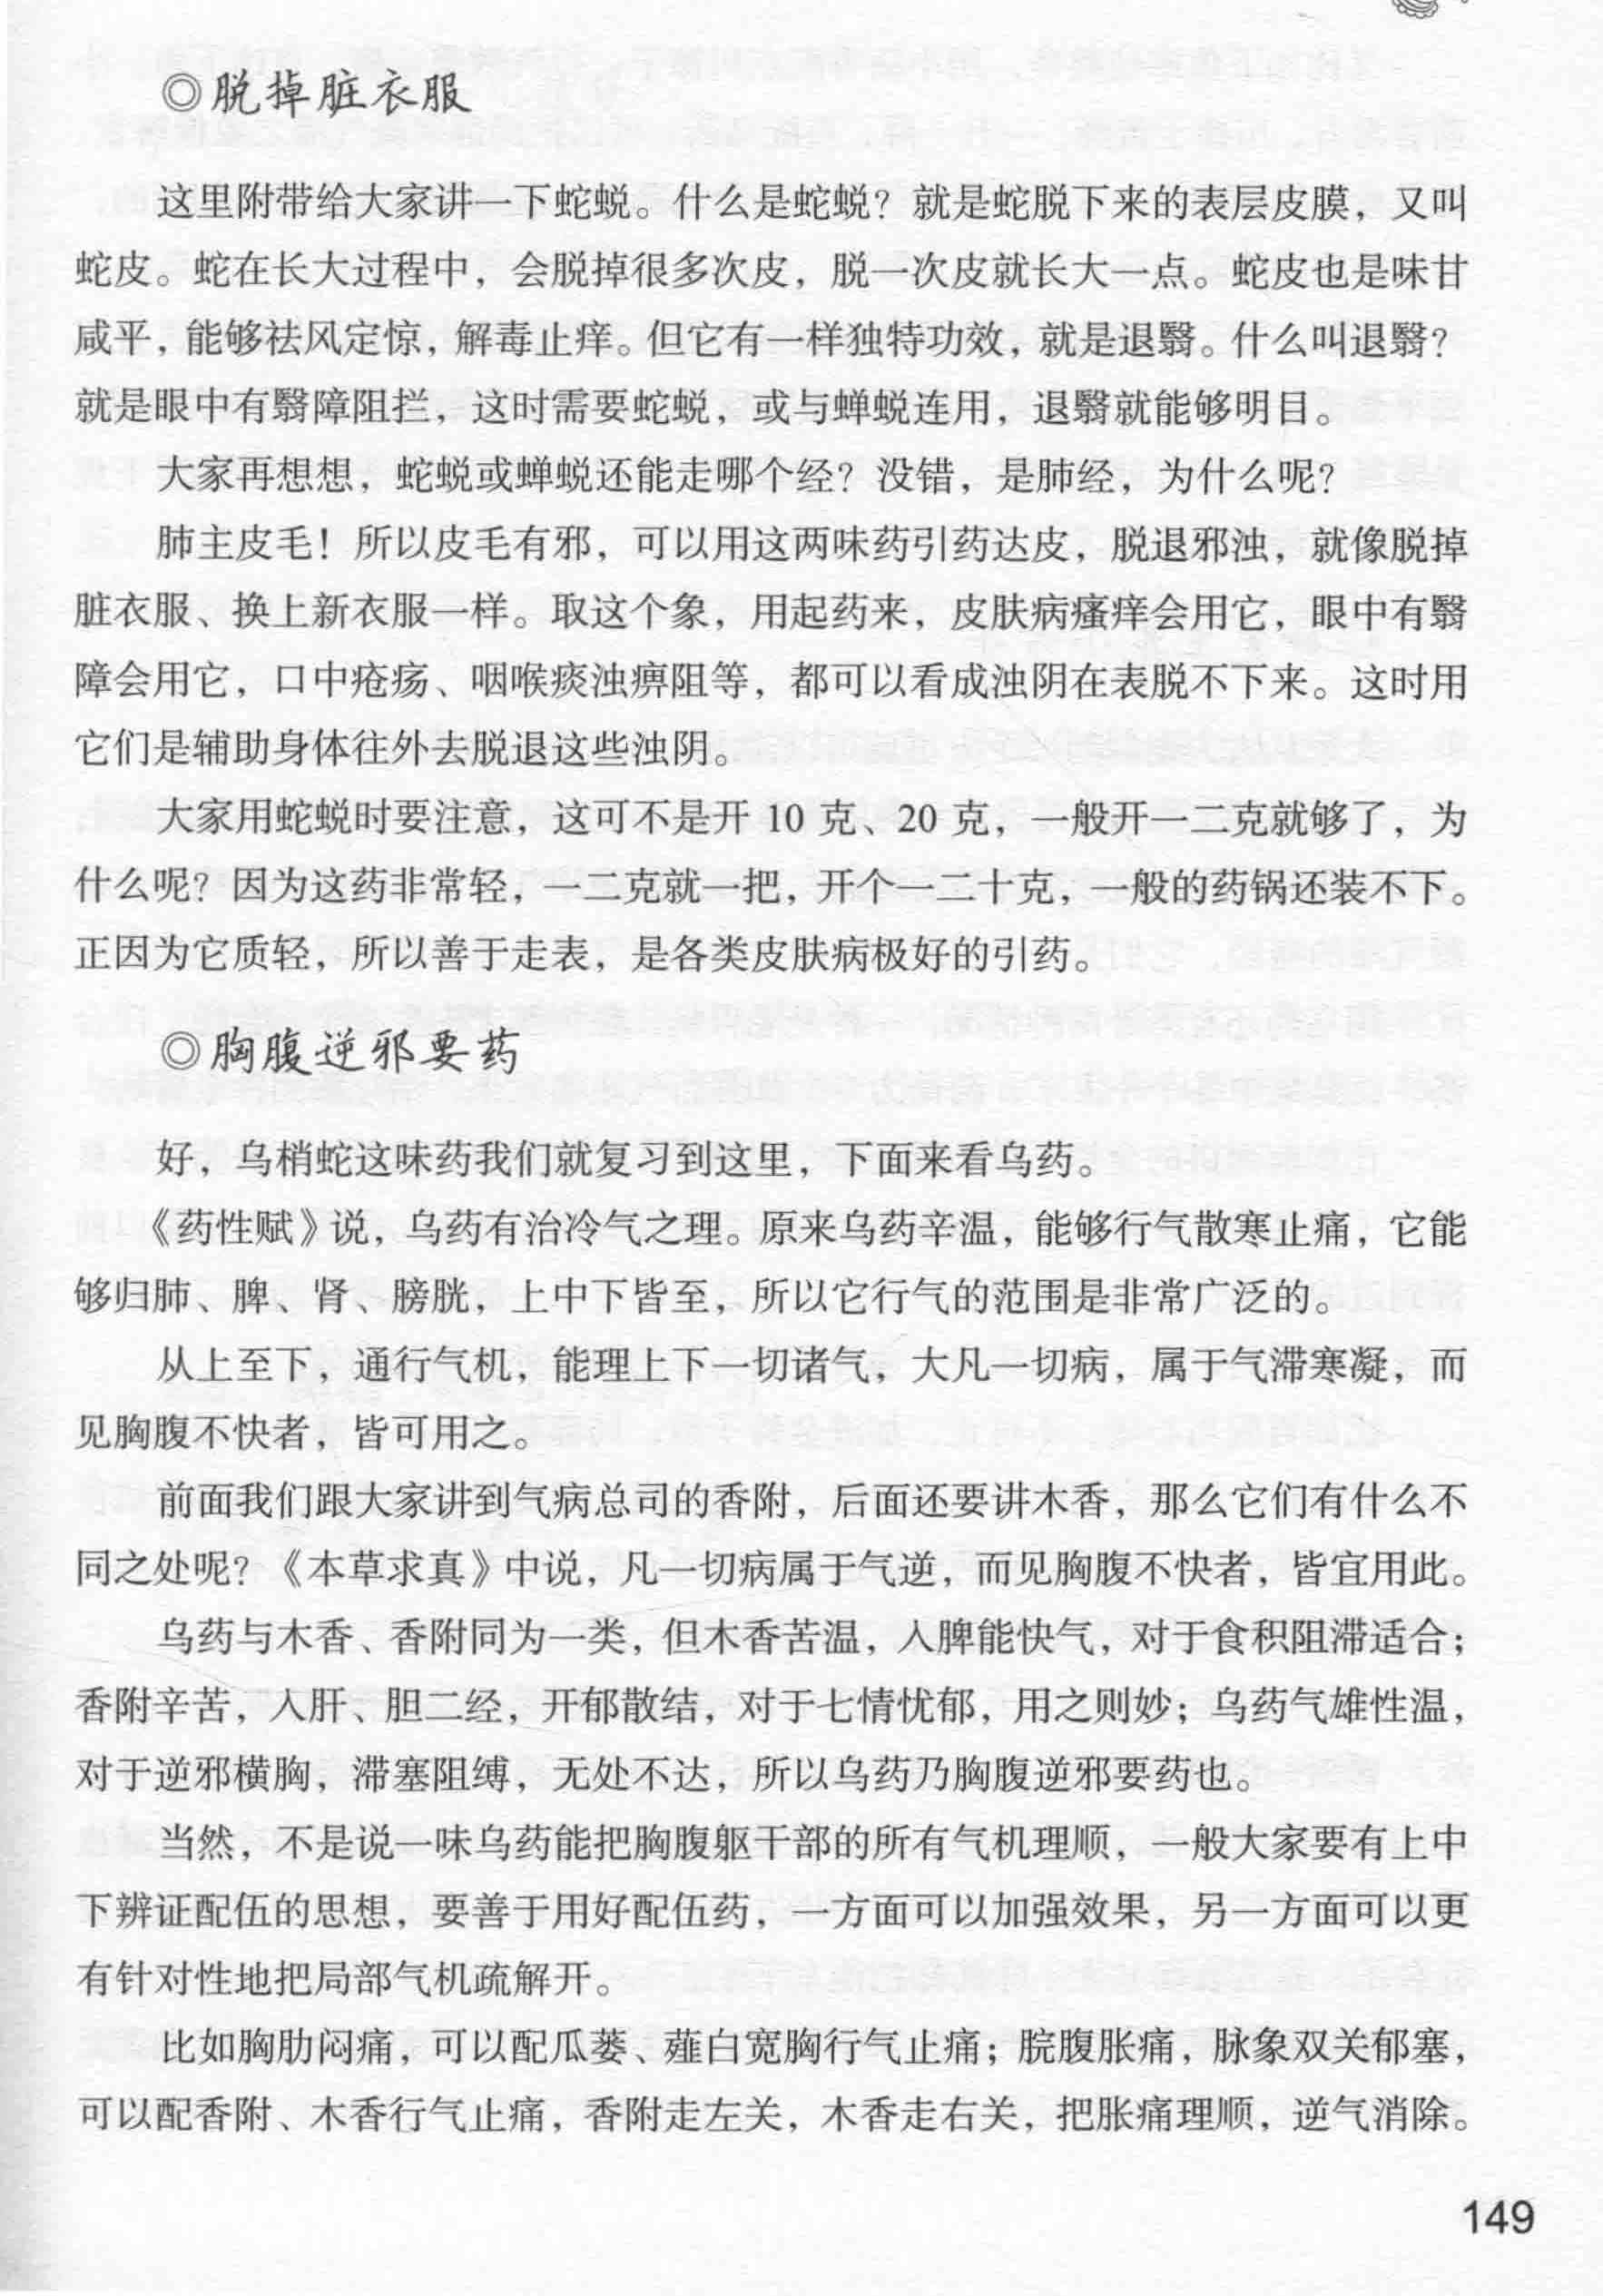 ◎脱掉脏衣服
这里附带给大家讲一下蛇蜕。什么是蛇蜕？就是蛇脱下来的表层皮膜，又叫
蛇皮。蛇在长大过程中，会脱掉很多次皮，脱一次皮就长大一点。蛇皮也是味甘
咸平，能够祛风定惊，解毒止痒。但它有一样独特功效，就是退翳。什么叫退翳？
就是眼中有翳障阻拦，这时需要蛇蜕，或与蝉蜕连用，退翳就能够明目。
大家再想想，蛇蜕或蝉蜕还能走哪个经？没错，是肺经，为什么呢？
肺主皮毛！所以皮毛有邪，可以用这两味药引药达皮，脱退邪浊，就像脱掉
脏衣服、换上新衣服一样。取这个象，用起药来，皮肤病瘙痒会用它，眼中有翳
障会用它，口中疮疡、咽喉痰浊痹阻等，都可以看成浊阴在表脱不下来。这时用
它们是辅助身体往外去脱退这些浊阴。
大家用蛇蜕时要注意，这可不是开 10 克、20 克，一般开一二克就够了，为
什么呢？因为这药非常轻，一二克就一把，开个一二十克，一般的药锅还装不下。
正因为它质轻，所以善于走表，是各类皮肤病极好的引药。
◎胸腹逆邪要药
好，乌梢蛇这味药我们就复习到这里，下面来看乌药。
《药性赋》说，乌药有治冷气之理。原来乌药辛温，能够行气散寒止痛，它能
够归肺、脾、肾、膀胱，上中下皆至，所以它行气的范围是非常广泛的。
从上至下，通行气机，能理上下一切诸气，大凡一切病，属于气滞寒凝，而
见胸腹不快者，皆可用之。
前面我们跟大家讲到气病总司的香附，后面还要讲木香，那么它们有什么不
同之处呢？《本草求真》中说，凡一切病属于气逆，而见胸腹不快者，皆宜用此。
乌药与木香、香附同为一类，但木香苦温，入脾能快气，对于食积阻滞适合；
香附辛苦，入肝、胆二经，开郁散结，对于七情忧郁，用之则妙；乌药气雄性温，
对于逆邪横胸，滞塞阻缚，无处不达，所以乌药乃胸腹逆邪要药也。
当然，不是说一味乌药能把胸腹躯干部的所有气机理顺，一般大家要有上中
下辨证配伍的思想，要善于用好配伍药，一方面可以加强效果，另一方面可以更
有针对性地把局部气机疏解开。
比如胸肋闷痛，可以配瓜蒌、薤白宽胸行气止痛；脘腹胀痛，脉象双关郁塞，
可以配香附、木香行气止痛，香附走左关，木香走右关，把胀痛理顺，逆气消除。
149